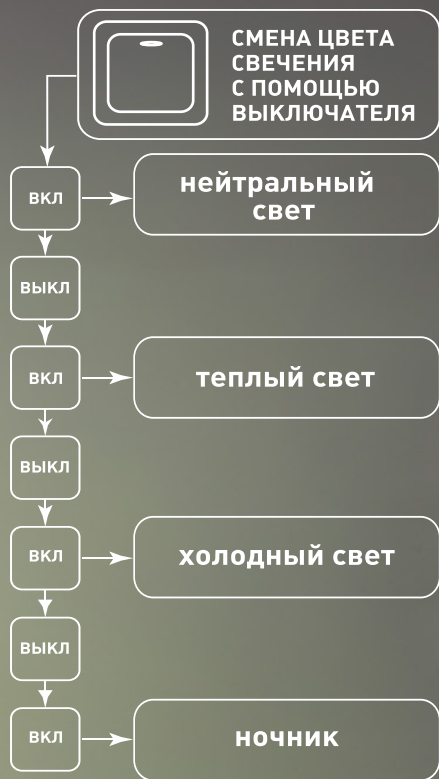 СМЕНА ЦВЕТА
СВЕЧЕНИЯ
С ПОМОЩЬЮ
ВЫКЛЮЧАТЕЛЯ
ВКЛ
нейтральный
свет
ВЫКЛ
ВКЛ
теплый свет
ВЫКЛ
ВКЛ
холодный свет
ВЫКЛ
ВКЛ
ночник